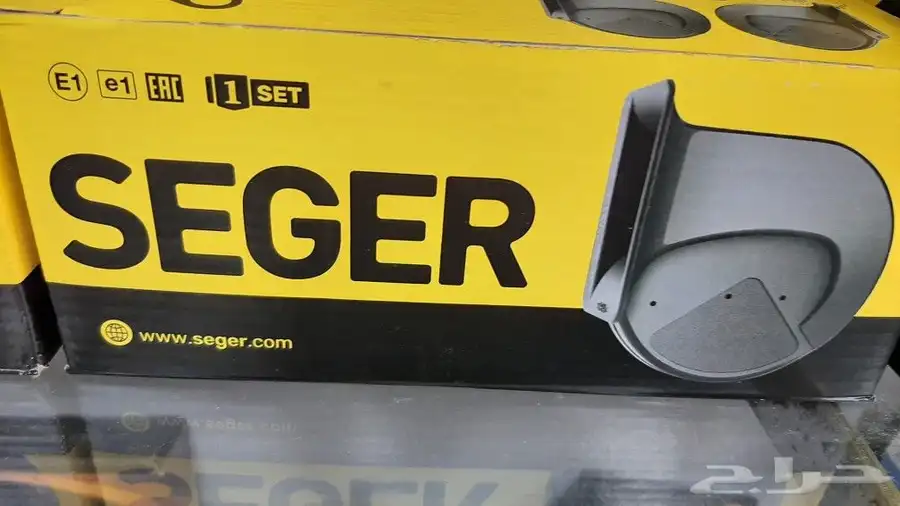 E1 e1 EAC 1 SET
SEGER
www.seger.com
حراج